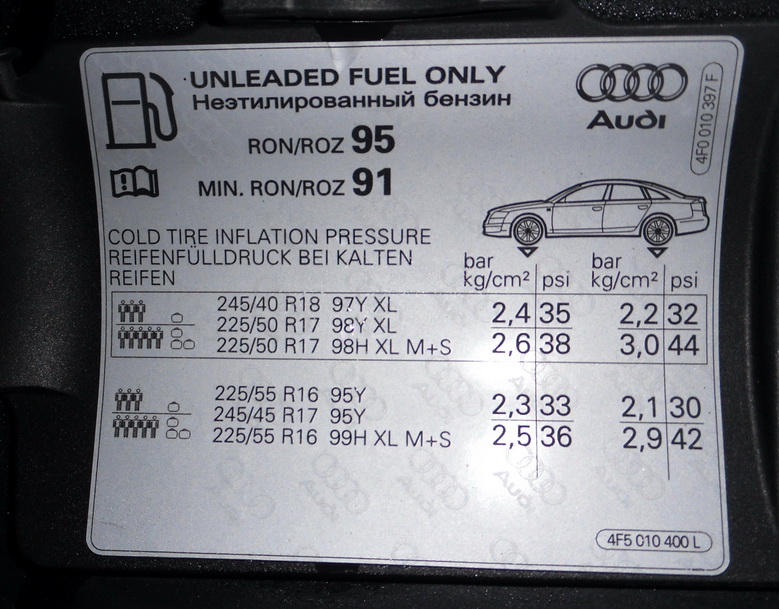 UNLEADED FUEL ONLY
Неэтилированный бензин
RON/ROZ 95
MIN. RON/ROZ 91
Audi
4F0 010 397 F
COLD TIRE INFLATION PRESSURE
REIFENFÜLLDRUCK BEI KALTEN
REIFEN
bar kg/cm² psi bar kg/cm² psi
245/40 R18 97Y XL
225/50 R17 98Y XL
225/50 R17 98H XL M+S
2,4 35 2,2 32
2,6 38 3,0 44
225/55 R16 95Y
245/45 R17 95Y
225/55 R16 99H XL M+S
2,3 33 2,1 30
2,5 36 2,9 42
4F5 010 400 L